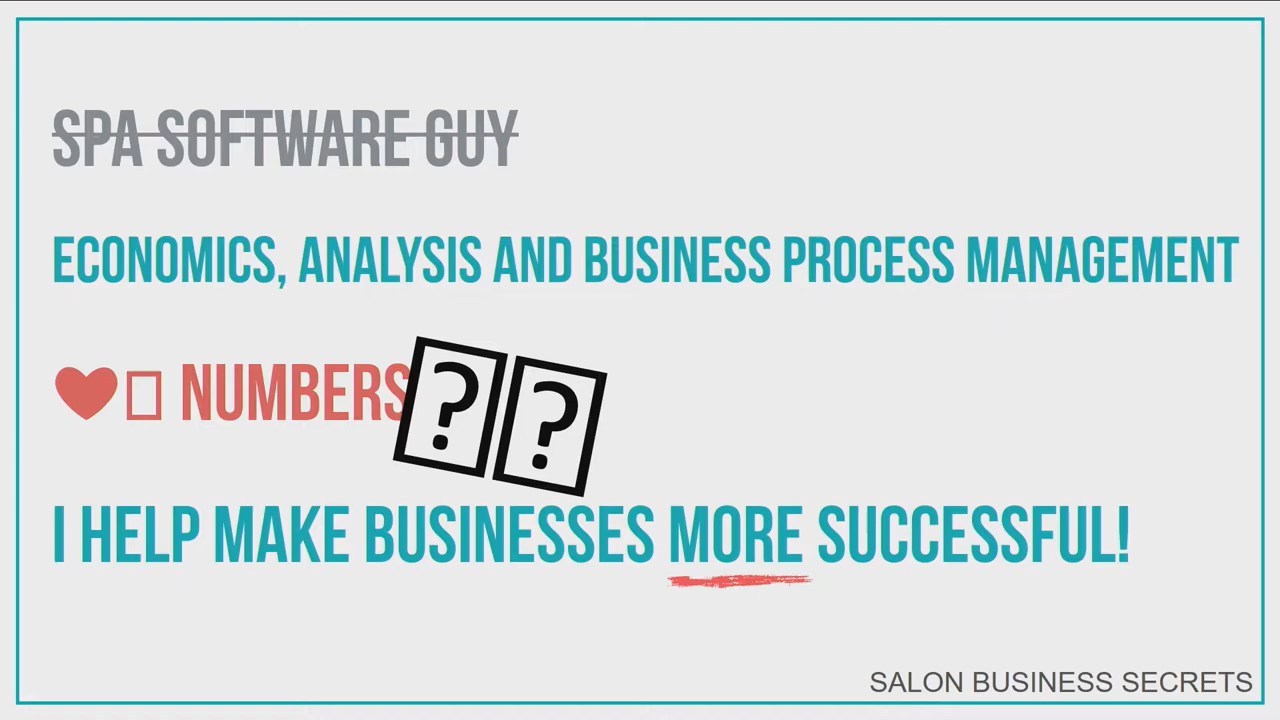 SPA SOFTWARE GUY
ECONOMICS, ANALYSIS AND BUSINESS PROCESS MANAGEMENT
❤□ NUMBERS??
I HELP MAKE BUSINESSES MORE SUCCESSFUL!
SALON BUSINESS SECRETS